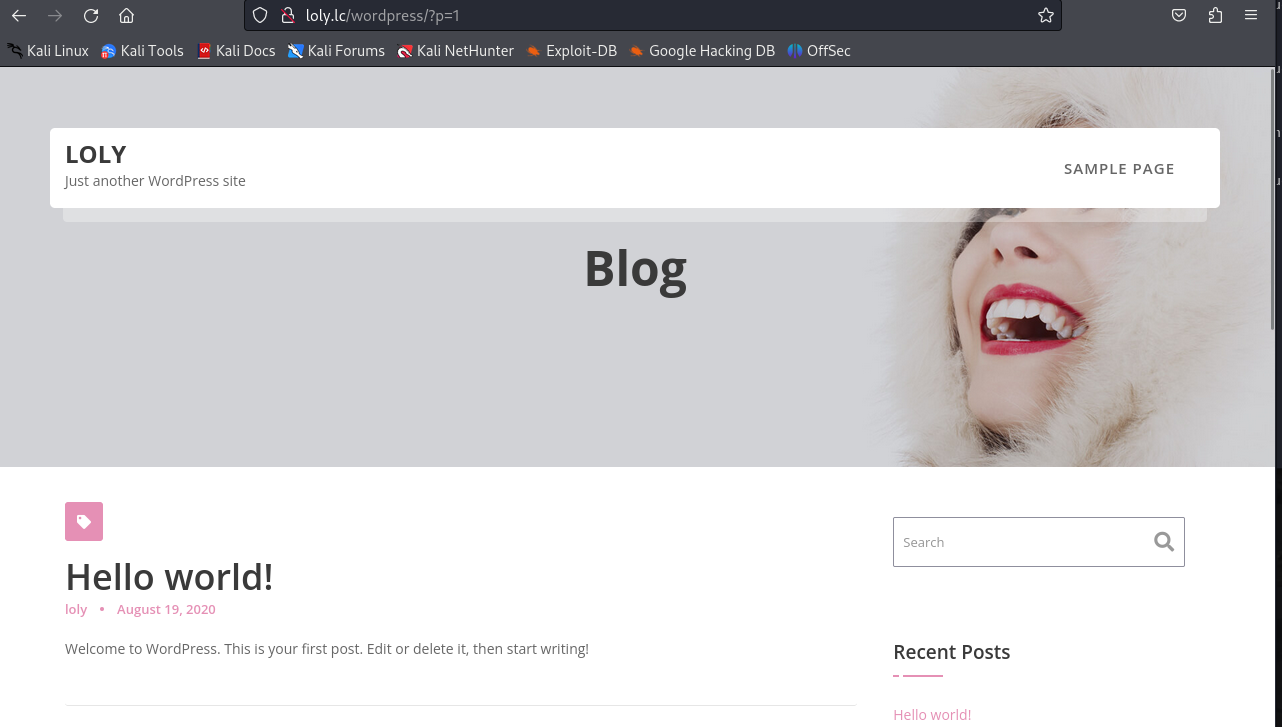 loly.lc/wordpress/?p=1
Kali Linux Kali Tools Kali Docs Kali Forums Kali NetHunter Exploit-DB Google Hacking DB OffSec
LOLY
Just another WordPress site
SAMPLE PAGE
Blog
Hello world!
loly • August 19, 2020
Welcome to WordPress. This is your first post. Edit or delete it, then start writing!
Search
Recent Posts
Hello world!